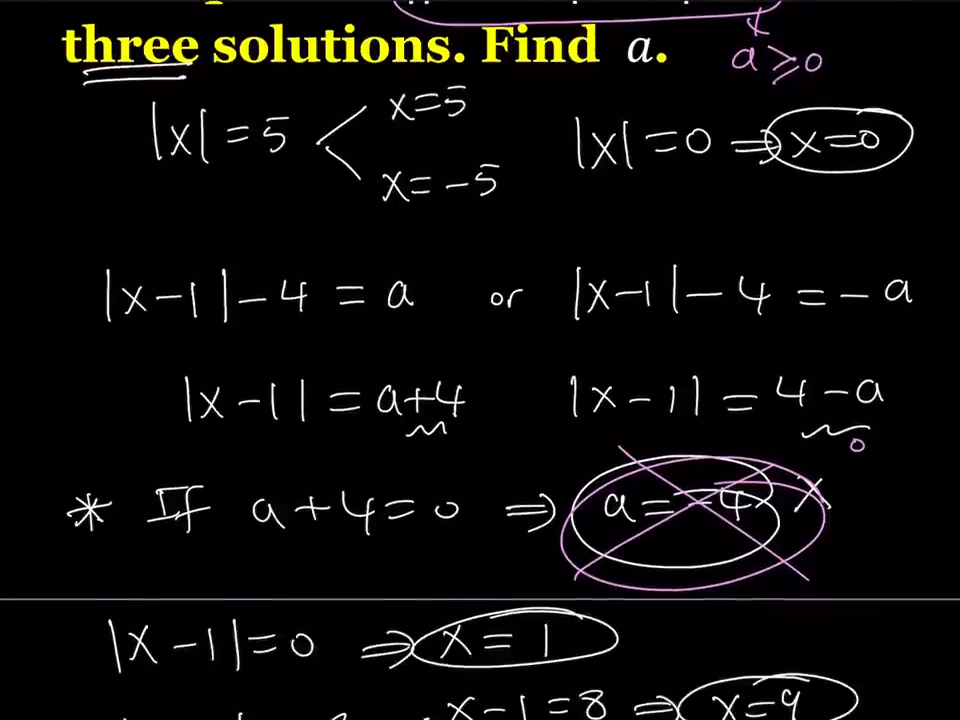 three solutions. Find a.
a ⩾ 0
|x| = 5
x = 5
x = -5
|x| = 0 ⇒ x = 0
|x - 1| - 4 = a or |x - 1| - 4 = - a
|x - 1| = a + 4 |x - 1| = 4 - a
0
* If a + 4 = 0 ⇒ a = -4 X
|x - 1| = 0 ⇒ x = 1
x - 1 = 8 ⇒ x = 9